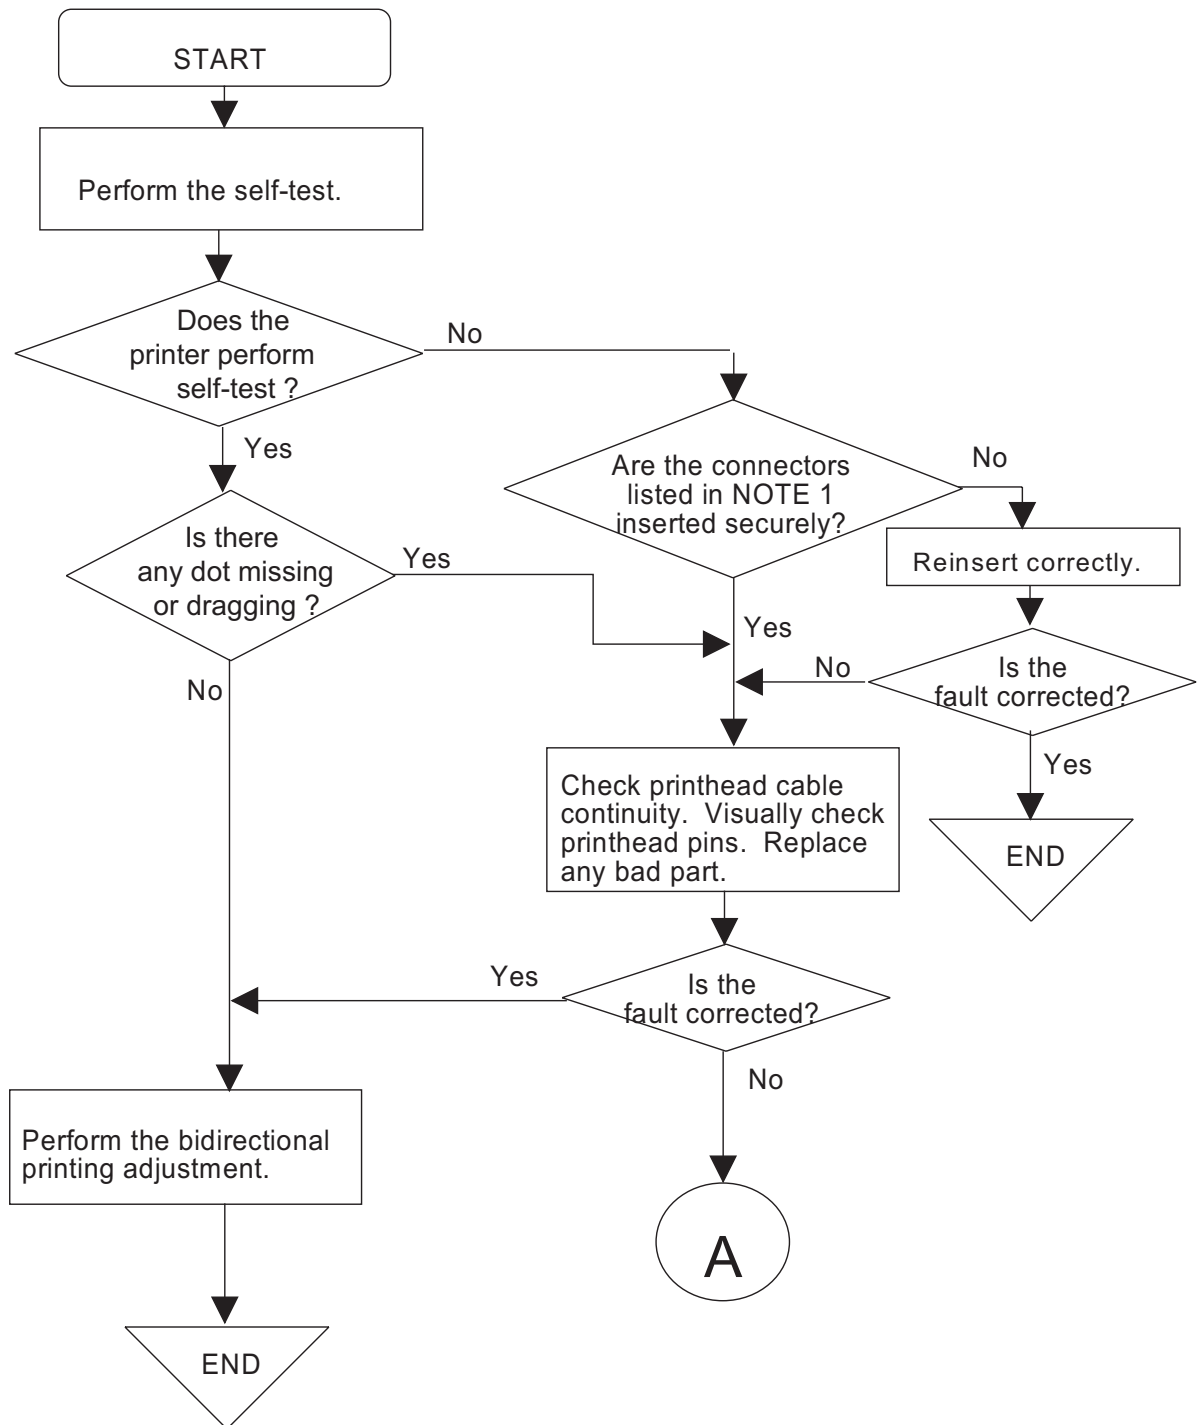 START
Perform the self-test.
Does the
printer perform
self-test ?
No
Yes
Are the connectors
listed in NOTE 1
inserted securely?
No
Is there
any dot missing
or dragging ?
Yes
Reinsert correctly.
Yes
No
Is the
fault corrected?
No
Yes
Check printhead cable
continuity. Visually check
printhead pins. Replace
any bad part.
END
Yes
Is the
fault corrected?
No
Perform the bidirectional
printing adjustment.
A
END